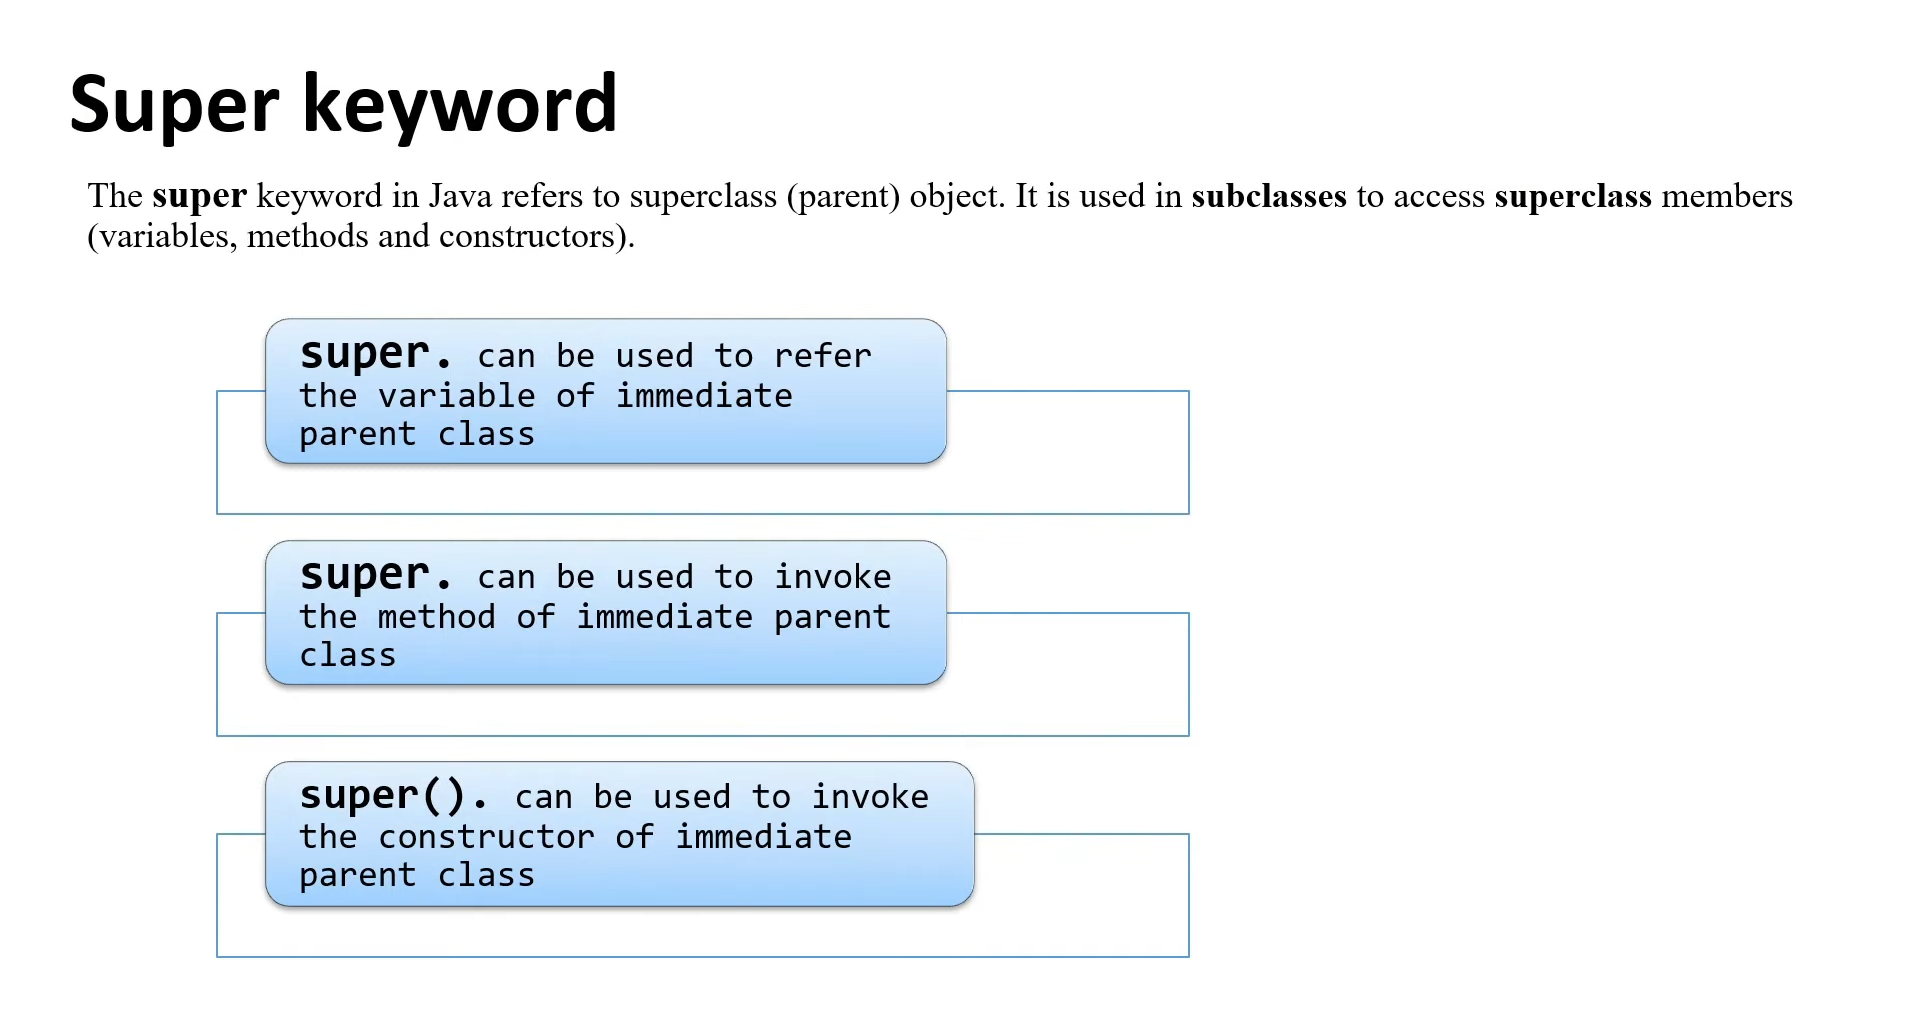 Super keyword
The super keyword in Java refers to superclass (parent) object. It is used in subclasses to access superclass members
(variables, methods and constructors).
super. can be used to refer
the variable of immediate
parent class
super. can be used to invoke
the method of immediate parent
class
super(). can be used to invoke
the constructor of immediate
parent class